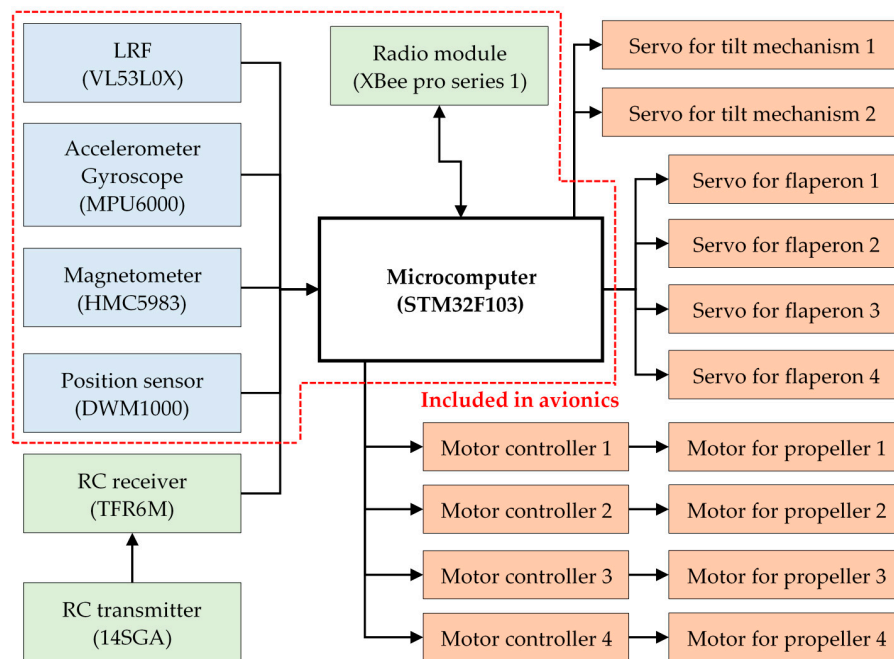 LRF
(VL53L0X)
Accelerometer
Gyroscope
(MPU6000)
Magnetometer
(HMC5983)
Position sensor
(DWM1000)
RC receiver
(TFR6M)
RC transmitter
(14SGA)
Radio module
(XBee pro series 1)
Microcomputer
(STM32F103)
Included in avionics
Servo for tilt mechanism 1
Servo for tilt mechanism 2
Servo for flaperon 1
Servo for flaperon 2
Servo for flaperon 3
Servo for flaperon 4
Motor controller 1
Motor for propeller 1
Motor controller 2
Motor for propeller 2
Motor controller 3
Motor for propeller 3
Motor controller 4
Motor for propeller 4